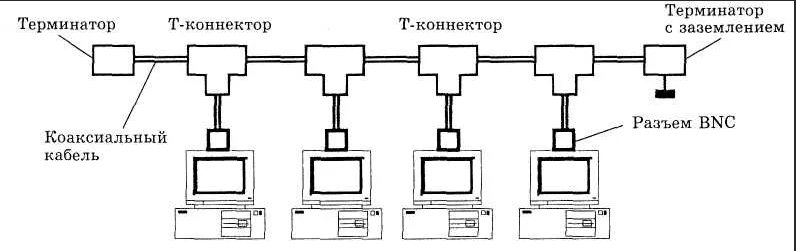 Терминатор
Т-коннектор
Т-коннектор
Терминатор
с заземлением
Коаксиальный
кабель
Разъем BNC